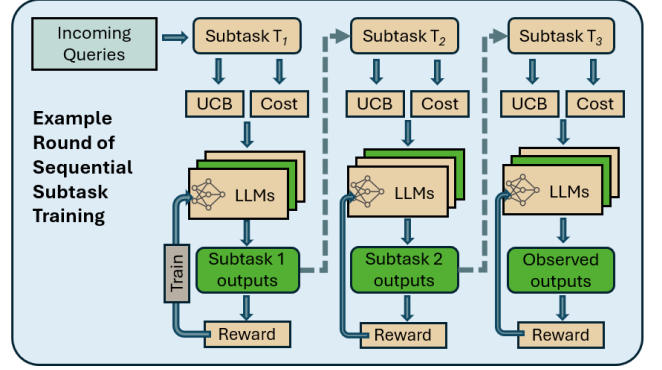 Incoming
Queries
Example
Round of
Sequential
Subtask
Training
Subtask T1
UCB
Cost
LLMs
Subtask 1
outputs
Train
Reward
Subtask T2
UCB
Cost
LLMs
Subtask 2
outputs
Reward
Subtask T3
UCB
Cost
LLMs
Observed
outputs
Reward